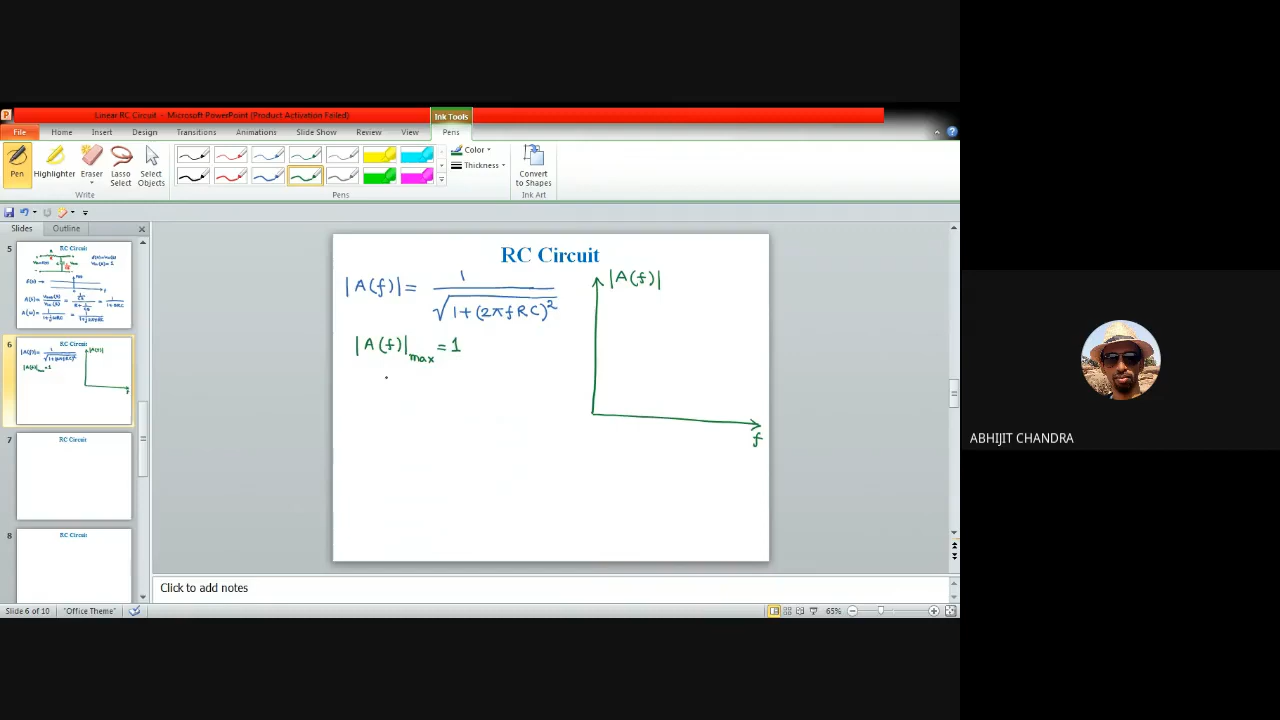 Linear RC Circuit - Microsoft PowerPoint (Product Activation Failed)
Ink Tools
File Home Insert Design Transitions Animations Slide Show Review View Pens
Pen Highlighter Eraser Lasso Select Select Objects
Color
Thickness
Convert to Shapes
Write Pens Ink Art
Slides Outline
5
RC Circuit
6
RC Circuit
7
RC Circuit
8
RC Circuit
RC Circuit
|A(f)| = 1 / √(1+(2πfRC)²)
|A(f)|max = 1
|A(f)|
f
ABHIJIT CHANDRA
Click to add notes
Slide 6 of 10 "Office Theme" 65%